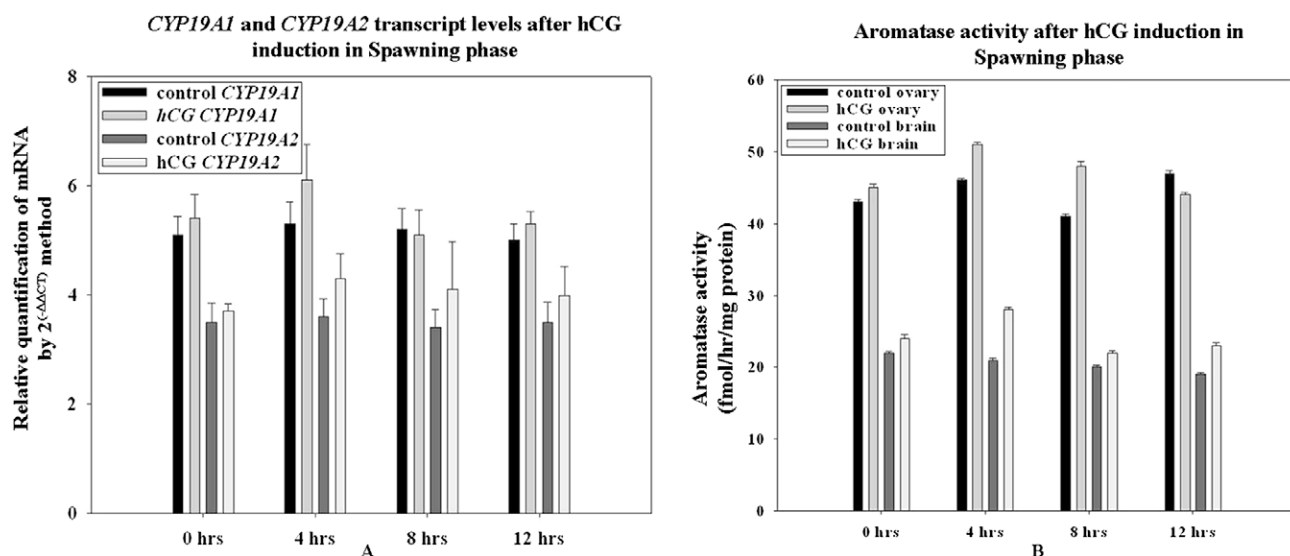 CYP19A1 and CYP19A2 transcript levels after hCG
induction in Spawning phase
8
6
4
2
0
control CYP19A1
hCG CYP19A1
control CYP19A2
hCG CYP19A2
Relative quantification of mRNA
by 2(-ΔΔCT) method
0 hrs
4 hrs
8 hrs
12 hrs
A
Aromatase activity after hCG induction in
Spawning phase
60
50
40
30
20
10
0
control ovary
hCG ovary
control brain
hCG brain
Aromatase activity
(fmol/hr/mg protein)
0 hrs
4 hrs
8 hrs
12 hrs
B